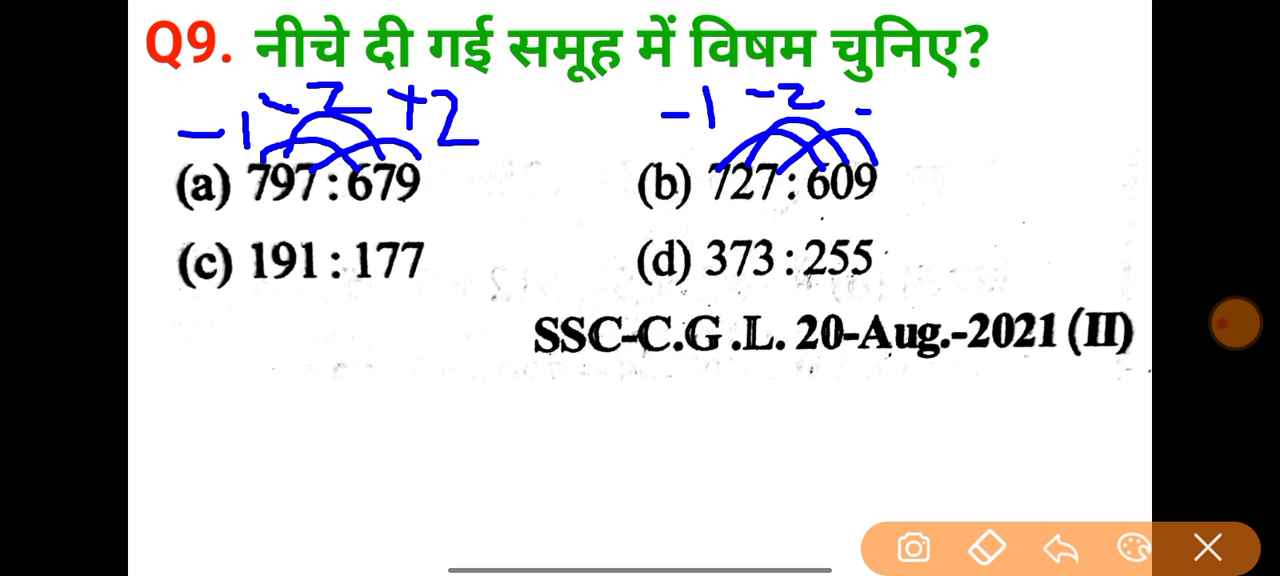 Q9. नीचे दी गई समूह में विषम चुनिए?
-1 -2 +2 -1 -2 -
(a) 797 : 679 (b) 727 : 609
(c) 191 : 177 (d) 373 : 255
SSC-C.G.L. 20-Aug.-2021 (II)